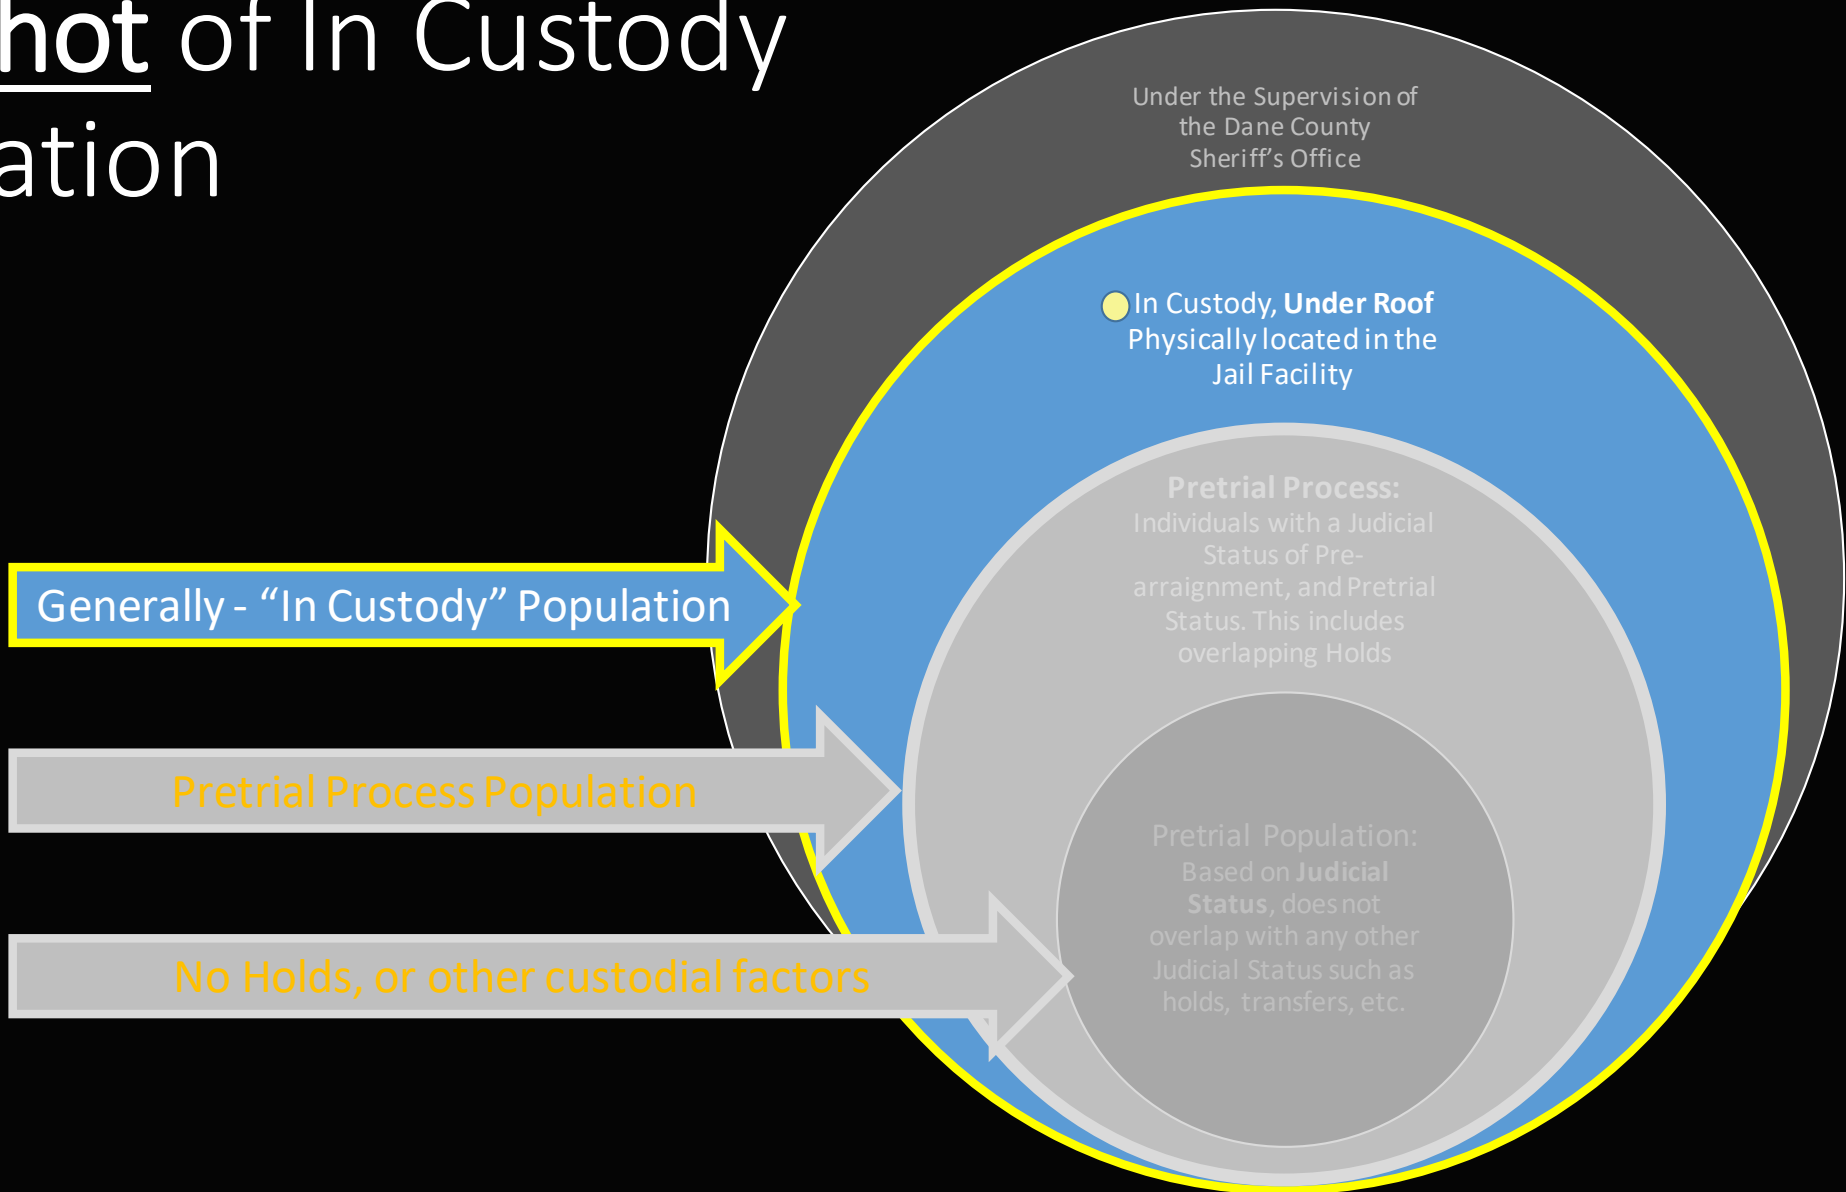 hot of In Custody
ation
Under the Supervision of
the Dane County
Sheriff's Office
In Custody, Under Roof
Physically located in the
Jail Facility
Pretrial Process:
Individuals with a Judicial
Status of Pre-
arraignment, and Pretrial
Status. This includes
overlapping Holds
Generally - “In Custody” Population
Pretrial Process Population
Pretrial Population:
Based on Judicial
Status, does not
overlap with any other
Judicial Status such as
holds, transfers, etc.
No Holds, or other custodial factors